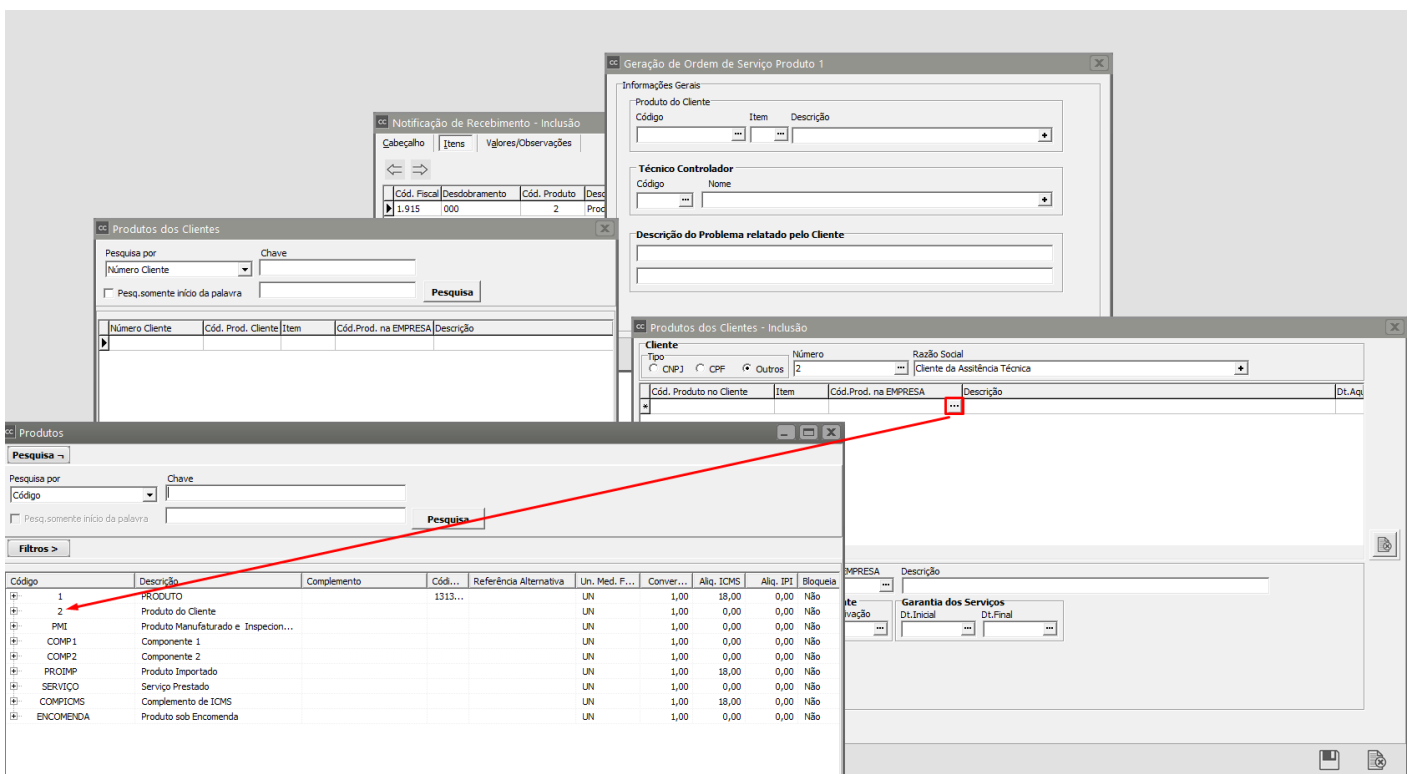 Geração de Ordem de Serviço Produto 1
Informações Gerais
Produto do Cliente
Código Item Descrição
Técnico Controlador
Código Nome
Descrição do Problema relatado pelo Cliente
Notificação de Recebimento - Inclusão
Cabeçalho Itens Valores/Observações
Cód. Fiscal Desdobramento Cód. Produto
1.915 000 2
Produtos dos Clientes
Pesquisa por Chave
Número Cliente
Pesq.somente início da palavra Pesquisa
Número Cliente Cód. Prod. Cliente Item Cód.Prod. na EMPRESA Descrição
Produtos dos Clientes - Inclusão
Cliente
Tipo Número Razão Social
CNPJ CPF Outros 2 Cliente da Assitência Técnica
Cód. Produto no Cliente Item Cód.Prod. na EMPRESA Descrição Dt.Aqu
EMPRESA Descrição
Garantia dos Serviços
Dt.Inicial Dt.Final
Produtos
Pesquisa ¬
Pesquisa por Chave
Código
Pesq.somente início da palavra Pesquisa
Filtros >
Código Descrição Complemento Códi... Referência Alternativa Un. Med. F... Conver... Aliq. ICMS Aliq. IPI Bloqueia
1 PRODUTO 1313... UN 1,00 18,00 0,00 Não
2 Produto do Cliente UN 1,00 0,00 0,00 Não
PMI Produto Manufaturado e Inspecion... UN 1,00 0,00 0,00 Não
COMP1 Componente 1 UN 1,00 0,00 0,00 Não
COMP2 Componente 2 UN 1,00 0,00 0,00 Não
PROIMP Produto Importado UN 1,00 18,00 0,00 Não
SERVIÇO Serviço Prestado UN 1,00 0,00 0,00 Não
COMPICMS Complemento de ICMS UN 1,00 18,00 0,00 Não
ENCOMENDA Produto sob Encomenda UN 1,00 0,00 0,00 Não